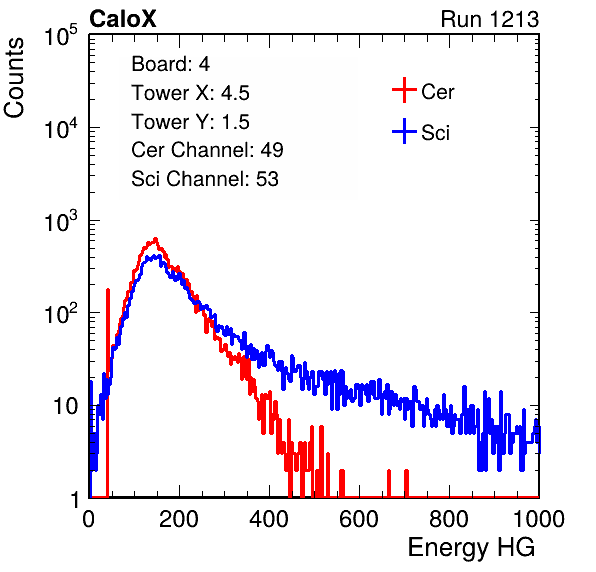 CaloX Run 1213
Counts
10^5
10^4
10^3
10^2
10
1
Board: 4
Tower X: 4.5
Tower Y: 1.5
Cer Channel: 49
Sci Channel: 53
Cer
Sci
0 200 400 600 800 1000
Energy HG